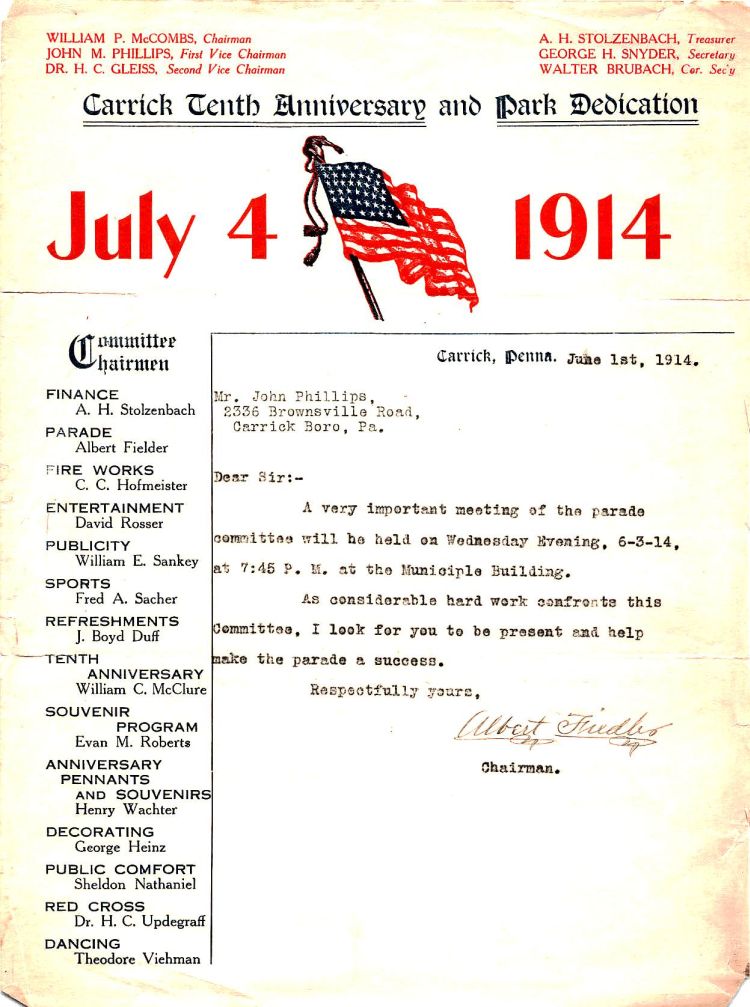 WILLIAM P. McCOMBS, Chairman
JOHN M. PHILLIPS, First Vice Chairman
DR. H. C. GLEISS, Second Vice Chairman
A. H. STOLZENBACH, Treasurer
GEORGE H. SNYDER, Secretary
WALTER BRUBACH, Cor. Sec'y
Carrick Tenth Anniversary and Park Dedication
July 4 1914
Committee
Chairmen
FINANCE
A. H. Stolzenbach
PARADE
Albert Fielder
FIRE WORKS
C. C. Hofmeister
ENTERTAINMENT
David Rosser
PUBLICITY
William E. Sankey
SPORTS
Fred A. Sacher
REFRESHMENTS
J. Boyd Duff
TENTH
ANNIVERSARY
William C. McClure
SOUVENIR
PROGRAM
Evan M. Roberts
ANNIVERSARY
PENNANTS
AND SOUVENIRS
Henry Wachter
DECORATING
George Heinz
PUBLIC COMFORT
Sheldon Nathaniel
RED CROSS
Dr. H. C. Updegraff
DANCING
Theodore Viehman
Carrick, Penna. June 1st, 1914.
Mr. John Phillips,
2336 Brownsville Road,
Carrick Boro, Pa.
Dear Sir:-
A very important meeting of the parade
committee will be held on Wednesday Evening, 6-3-14,
at 7:45 P. M. at the Municiple Building.
As considerable hard work confronts this
Committee, I look for you to be present and help
make the parade a success.
Respectfully yours,
Albert Fiedler
Chairman.